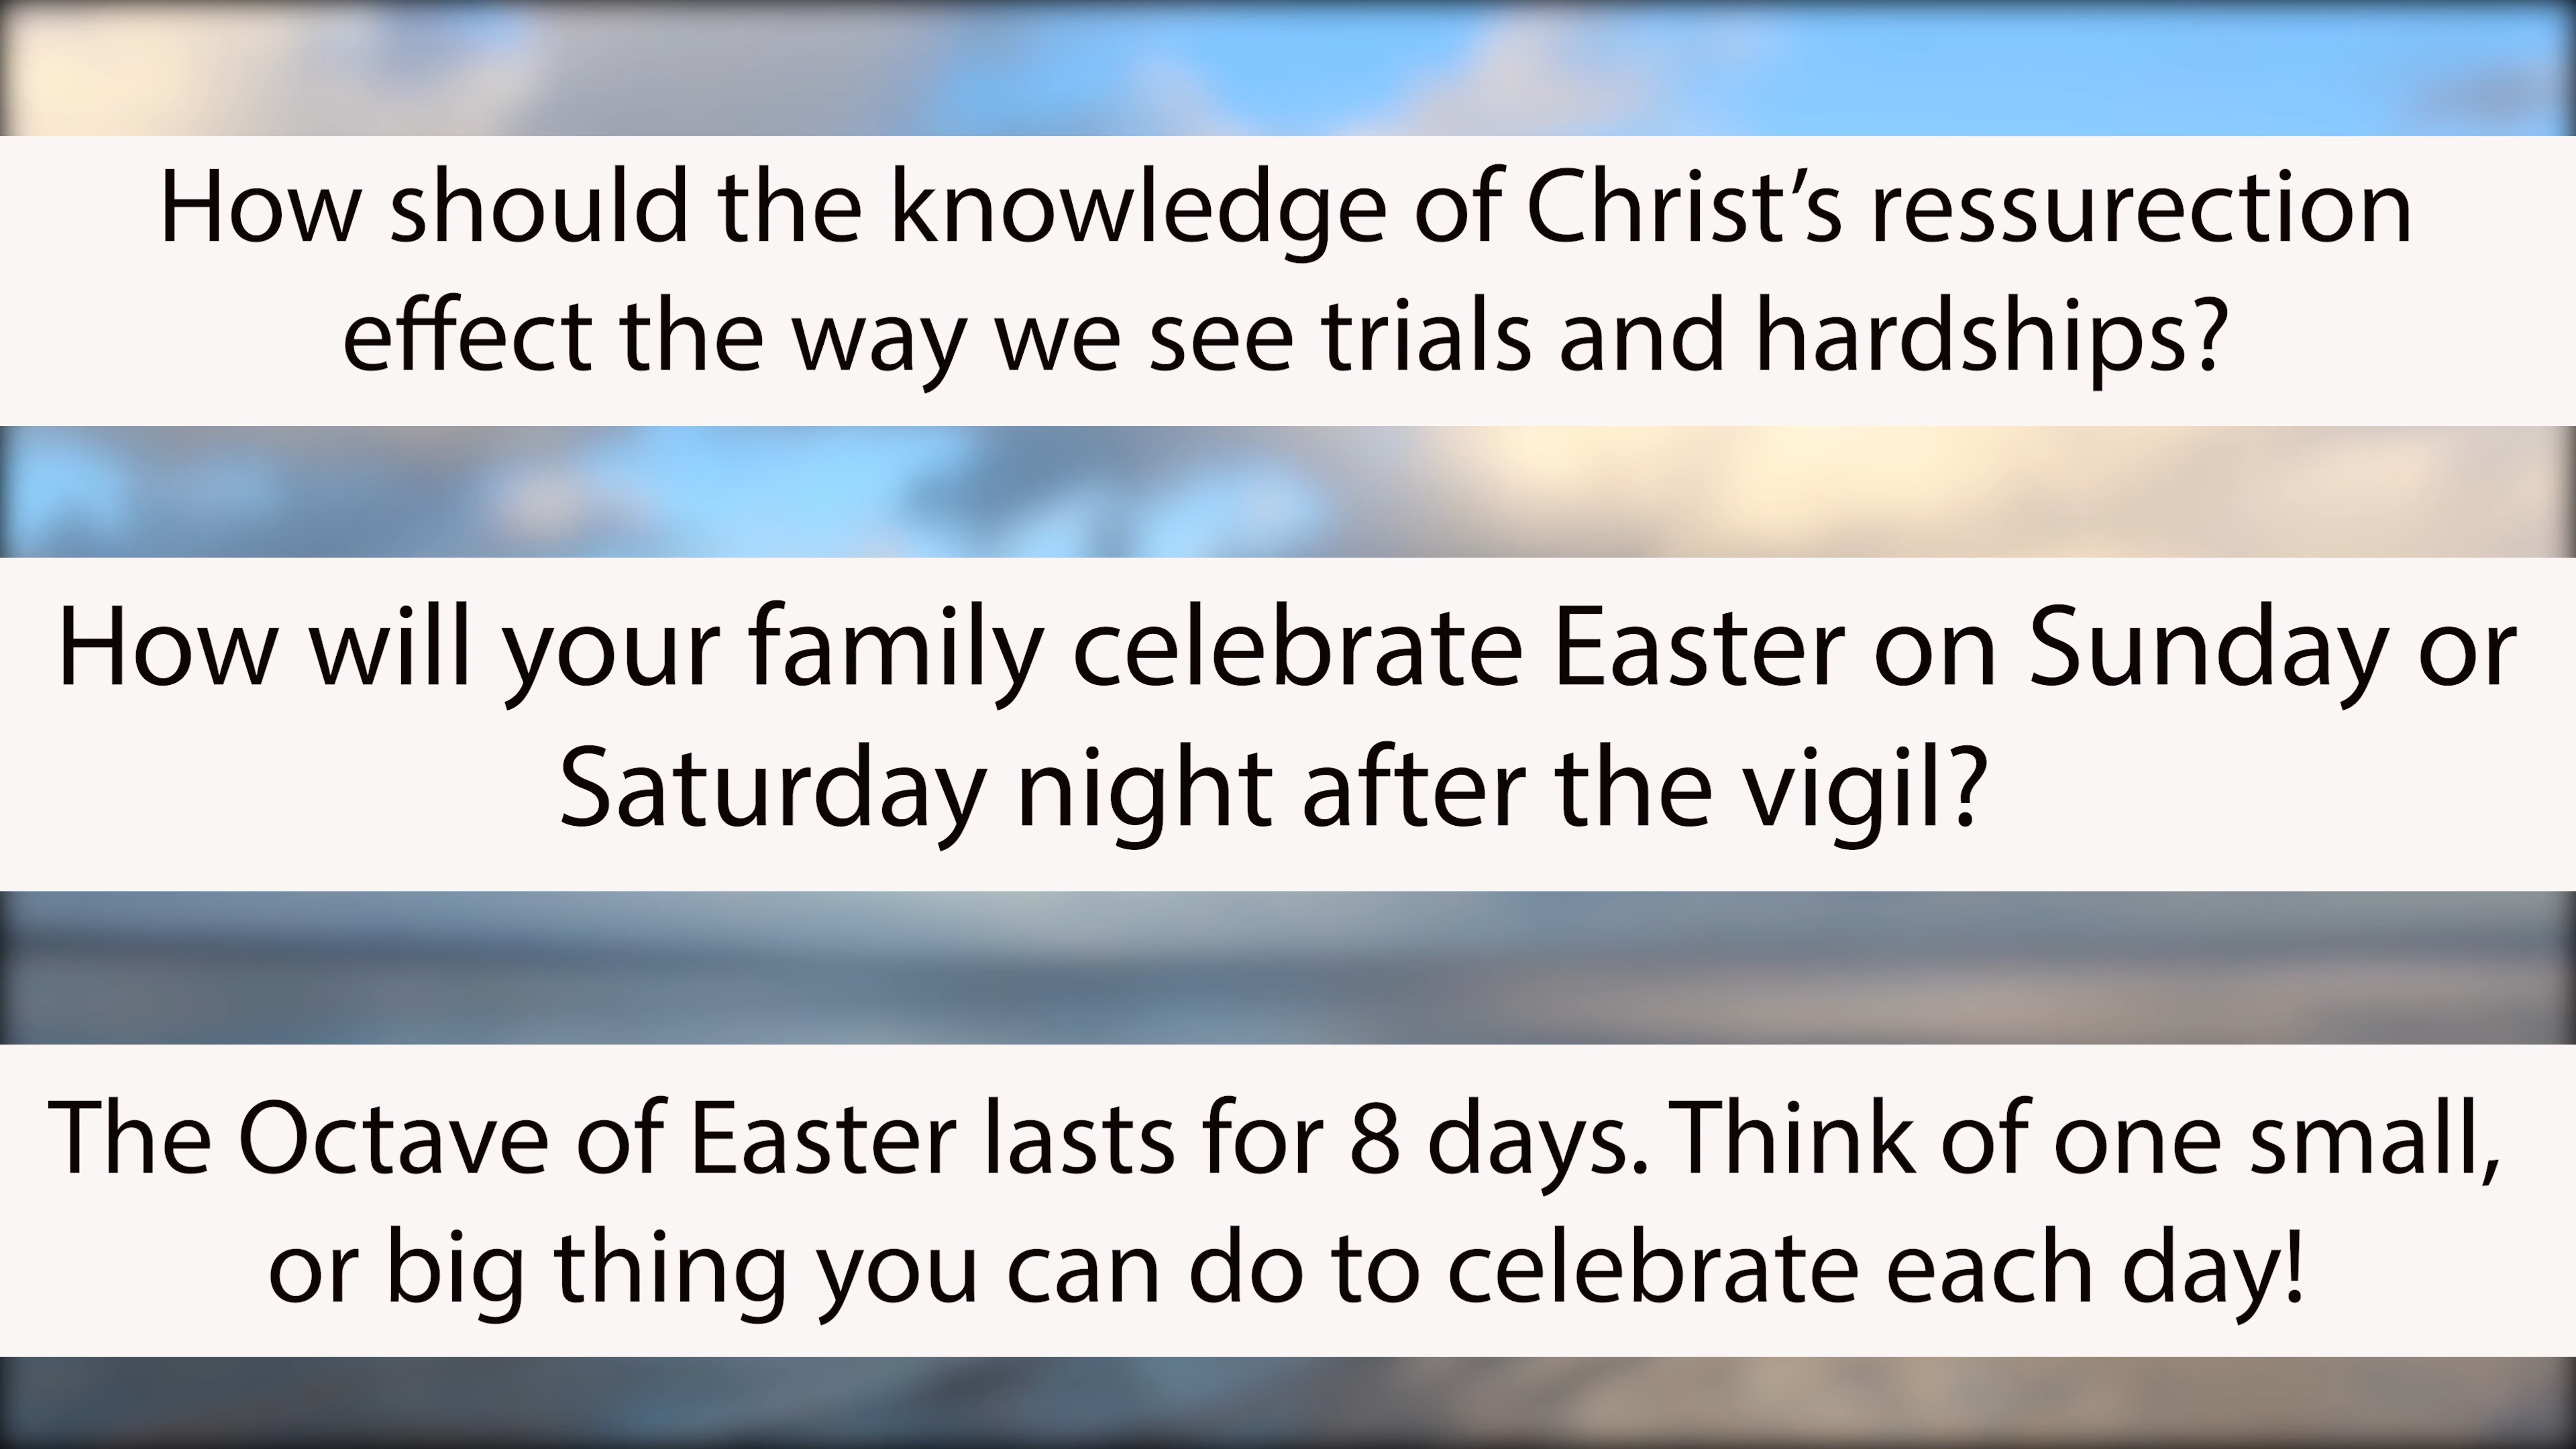 How should the knowledge of Christ’s ressurection
effect the way we see trials and hardships?
How will your family celebrate Easter on Sunday or
Saturday night after the vigil?
The Octave of Easter lasts for 8 days. Think of one small,
or big thing you can do to celebrate each day!